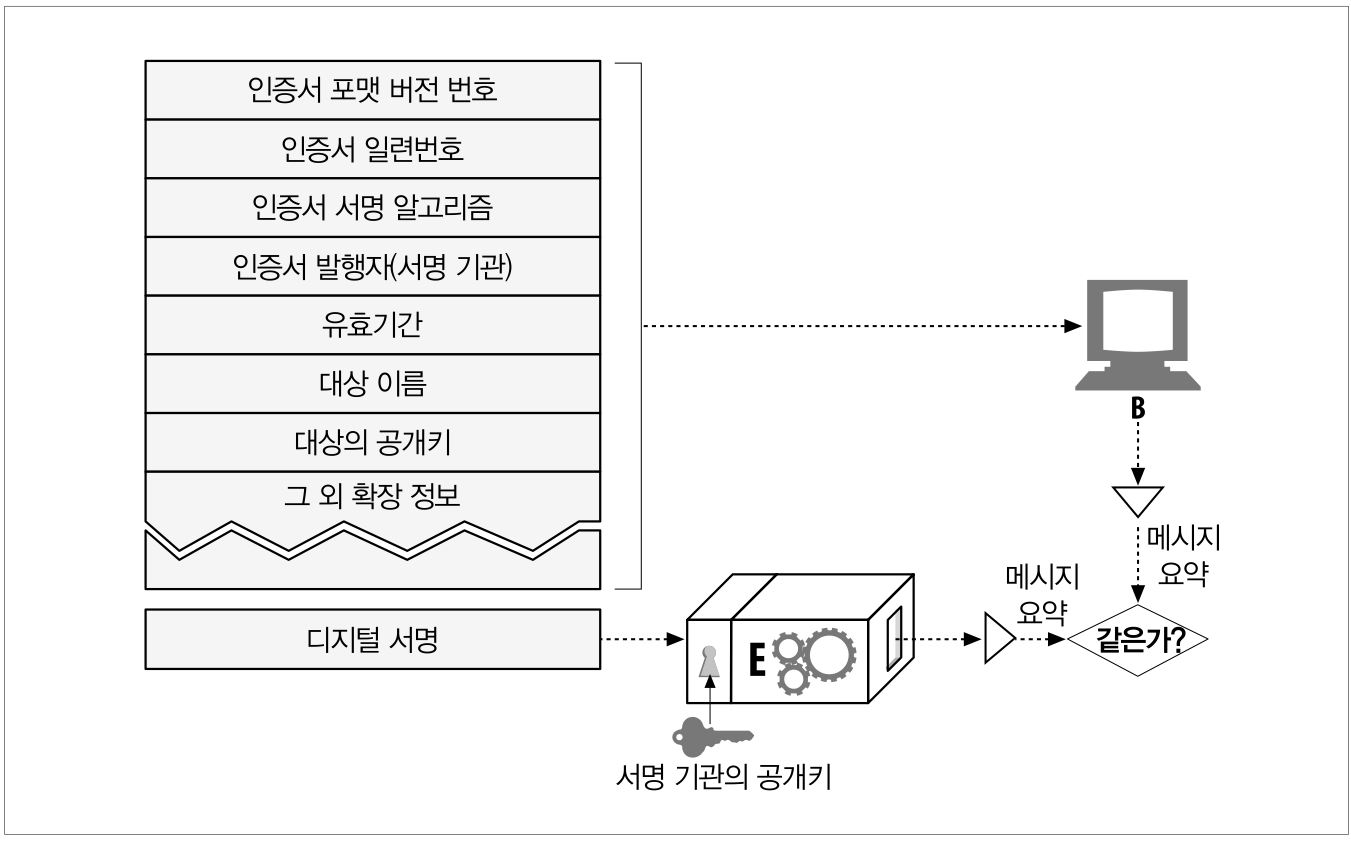 인증서 포맷 버전 번호
인증서 일련번호
인증서 서명 알고리즘
인증서 발행자(서명 기관)
유효기간
대상 이름
대상의 공개키
그 외 확장 정보
디지털 서명
E
서명 기관의 공개키
B
메시지
요약
메시지
요약
같은가?